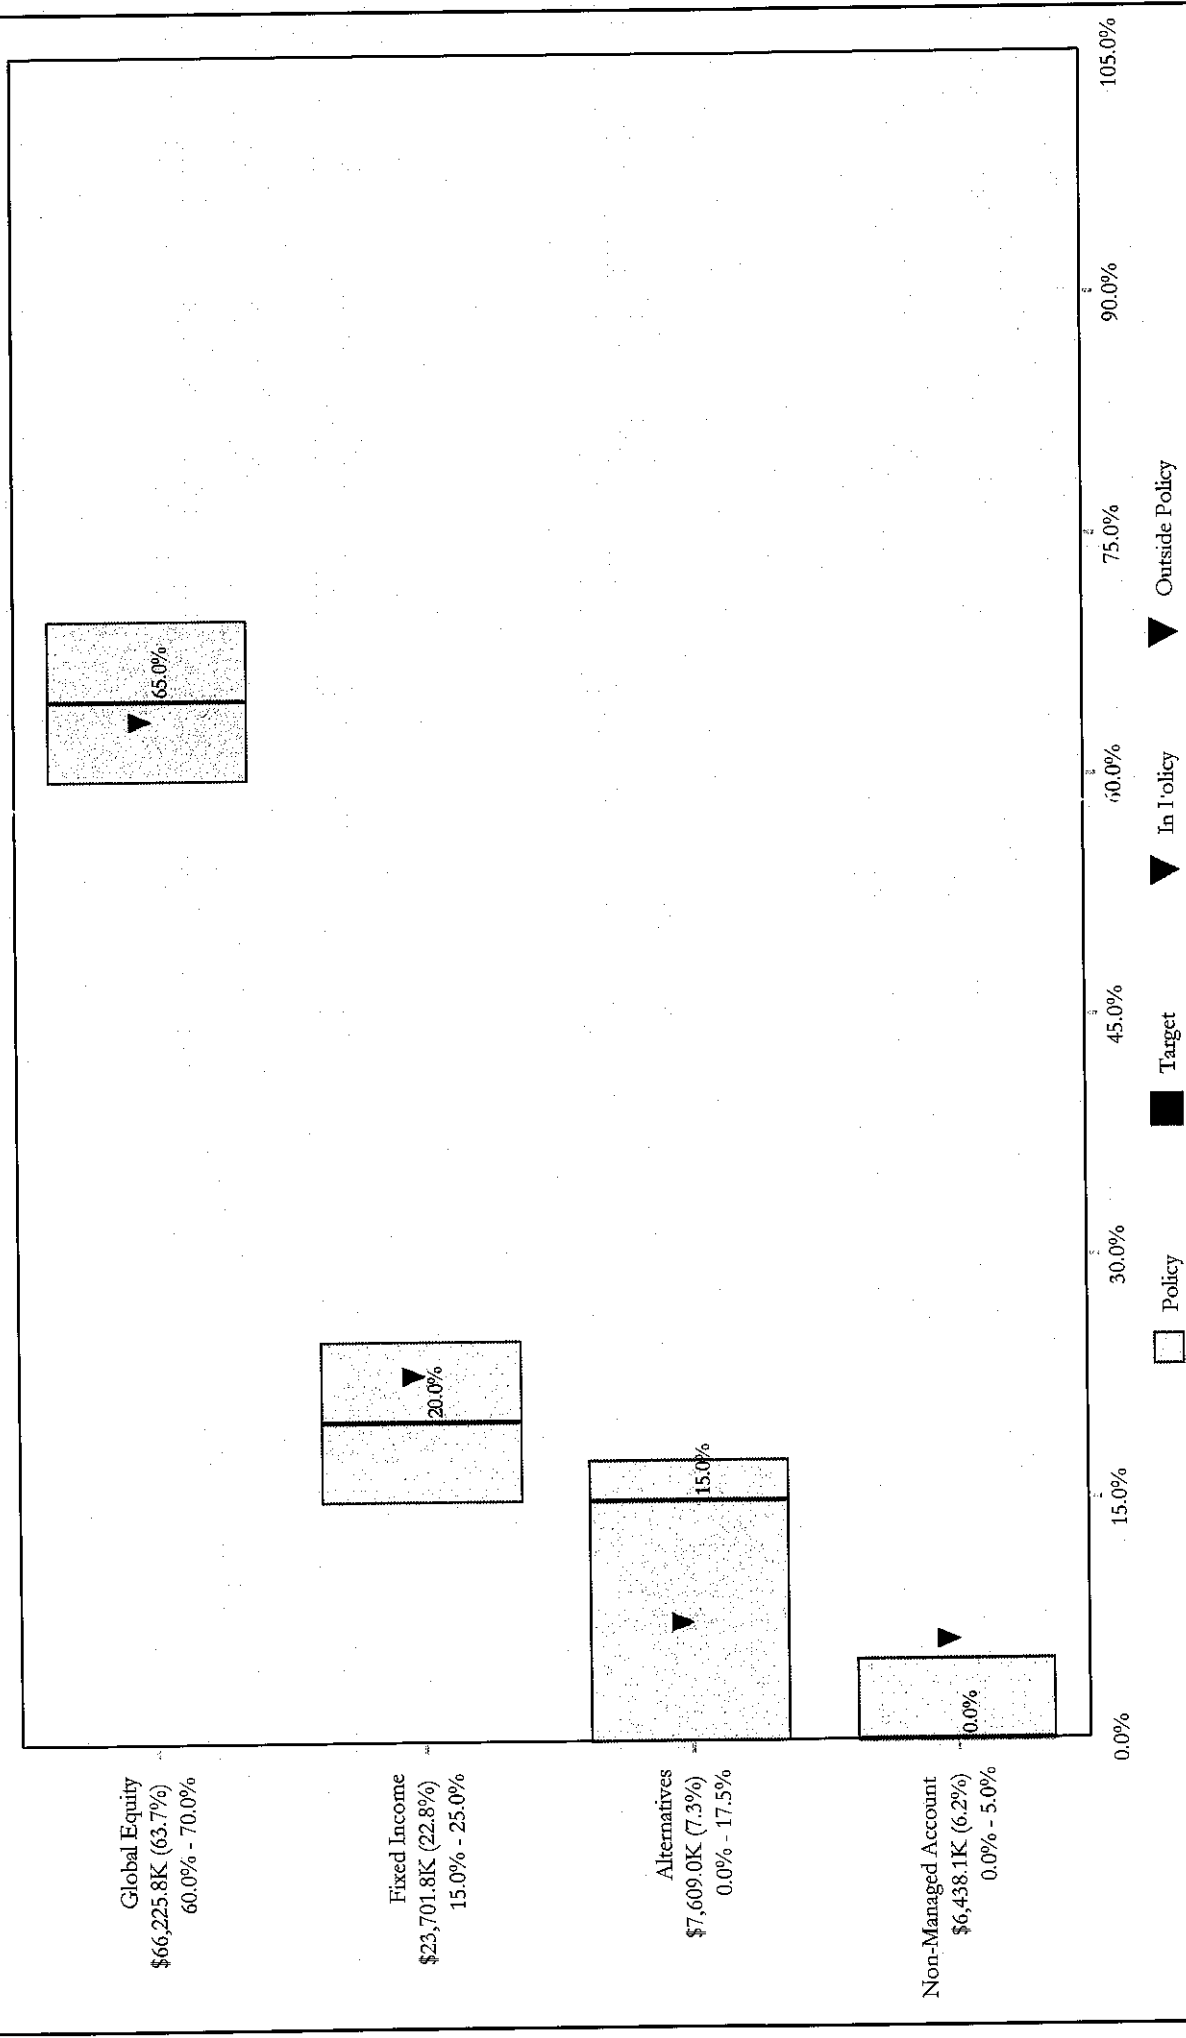 Global Equity
$66,225.8K (63.7%)
60.0% - 70.0%
65.0%
Fixed Income
$23,701.8K (22.8%)
15.0% - 25.0%
20.0%
Alternatives
$7,609.0K (7.3%)
0.0% - 17.5%
15.0%
Non-Managed Account
$6,438.1K (6.2%)
0.0% - 5.0%
0.0%
0.0% 15.0% 30.0% 45.0% 60.0% 75.0% 90.0% 105.0%
Policy Target In Policy Outside Policy